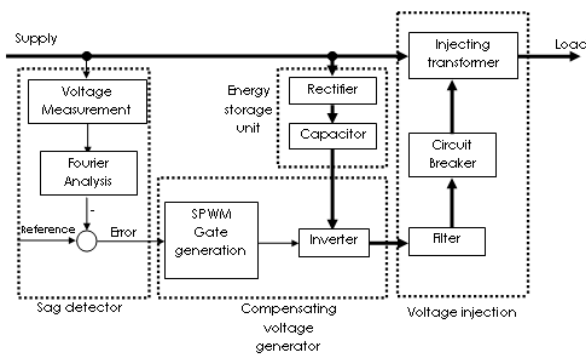 Supply
Load
Injecting
transformer
Voltage
Measurement
Energy
storage
unit
Rectifier
Capacitor
Fourier
Analysis
Circuit
Breaker
-
Reference
Error
SPWM
Gate
generation
Inverter
Filter
Sag detector
Compensating
voltage
generator
Voltage injection